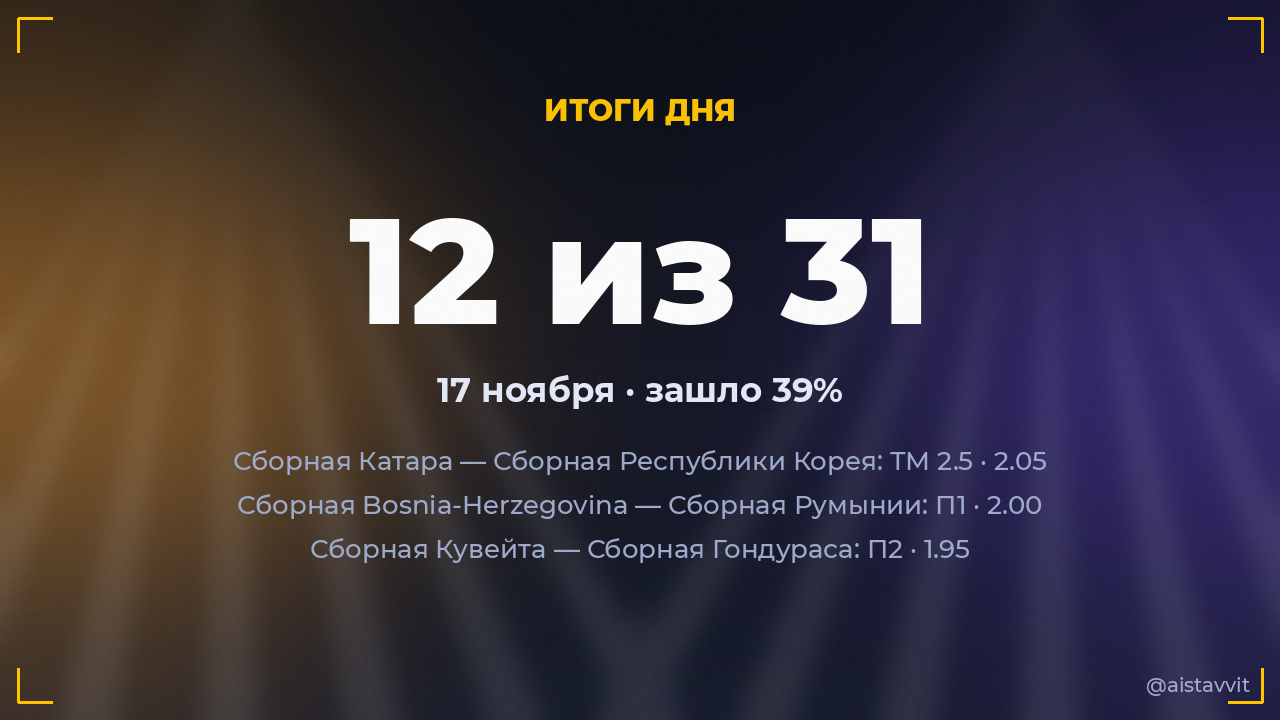 ИТОГИ ДНЯ
12 из 31
17 ноября · зашло 39%
Сборная Катара — Сборная Республики Корея: ТМ 2.5 · 2.05
Сборная Bosnia-Herzegovina — Сборная Румынии: П1 · 2.00
Сборная Кувейта — Сборная Гондураса: П2 · 1.95
@aistavvit